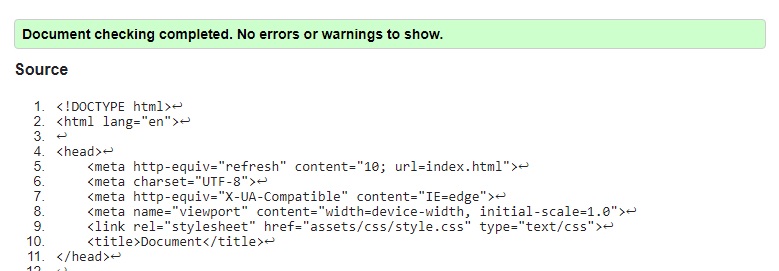 Document checking completed. No errors or warnings to show.
Source
1. <!DOCTYPE html>↩
2. <html lang="en">↩
3. ↩
4. <head>↩
5.     <meta http-equiv="refresh" content="10; url=index.html">↩
6.     <meta charset="UTF-8">↩
7.     <meta http-equiv="X-UA-Compatible" content="IE=edge">↩
8.     <meta name="viewport" content="width=device-width, initial-scale=1.0">↩
9.     <link rel="stylesheet" href="assets/css/style.css" type="text/css">↩
10.     <title>Document</title>↩
11. </head>↩
12. ↩